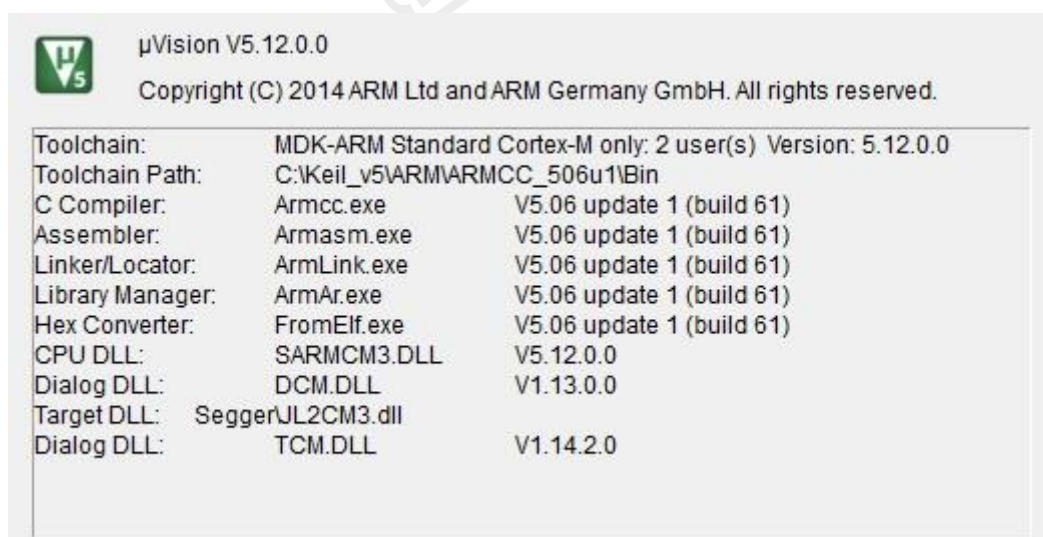 µVision V5.12.0.0
Copyright (C) 2014 ARM Ltd and ARM Germany GmbH. All rights reserved.
Toolchain: MDK-ARM Standard Cortex-M only: 2 user(s) Version: 5.12.0.0
Toolchain Path: C:\Keil_v5\ARM\ARMCC_506u1\Bin
C Compiler: Armcc.exe V5.06 update 1 (build 61)
Assembler: Armasm.exe V5.06 update 1 (build 61)
Linker/Locator: ArmLink.exe V5.06 update 1 (build 61)
Library Manager: ArmAr.exe V5.06 update 1 (build 61)
Hex Converter: FromElf.exe V5.06 update 1 (build 61)
CPU DLL: SARMCM3.DLL V5.12.0.0
Dialog DLL: DCM.DLL V1.13.0.0
Target DLL: Segger\JL2CM3.dll
Dialog DLL: TCM.DLL V1.14.2.0